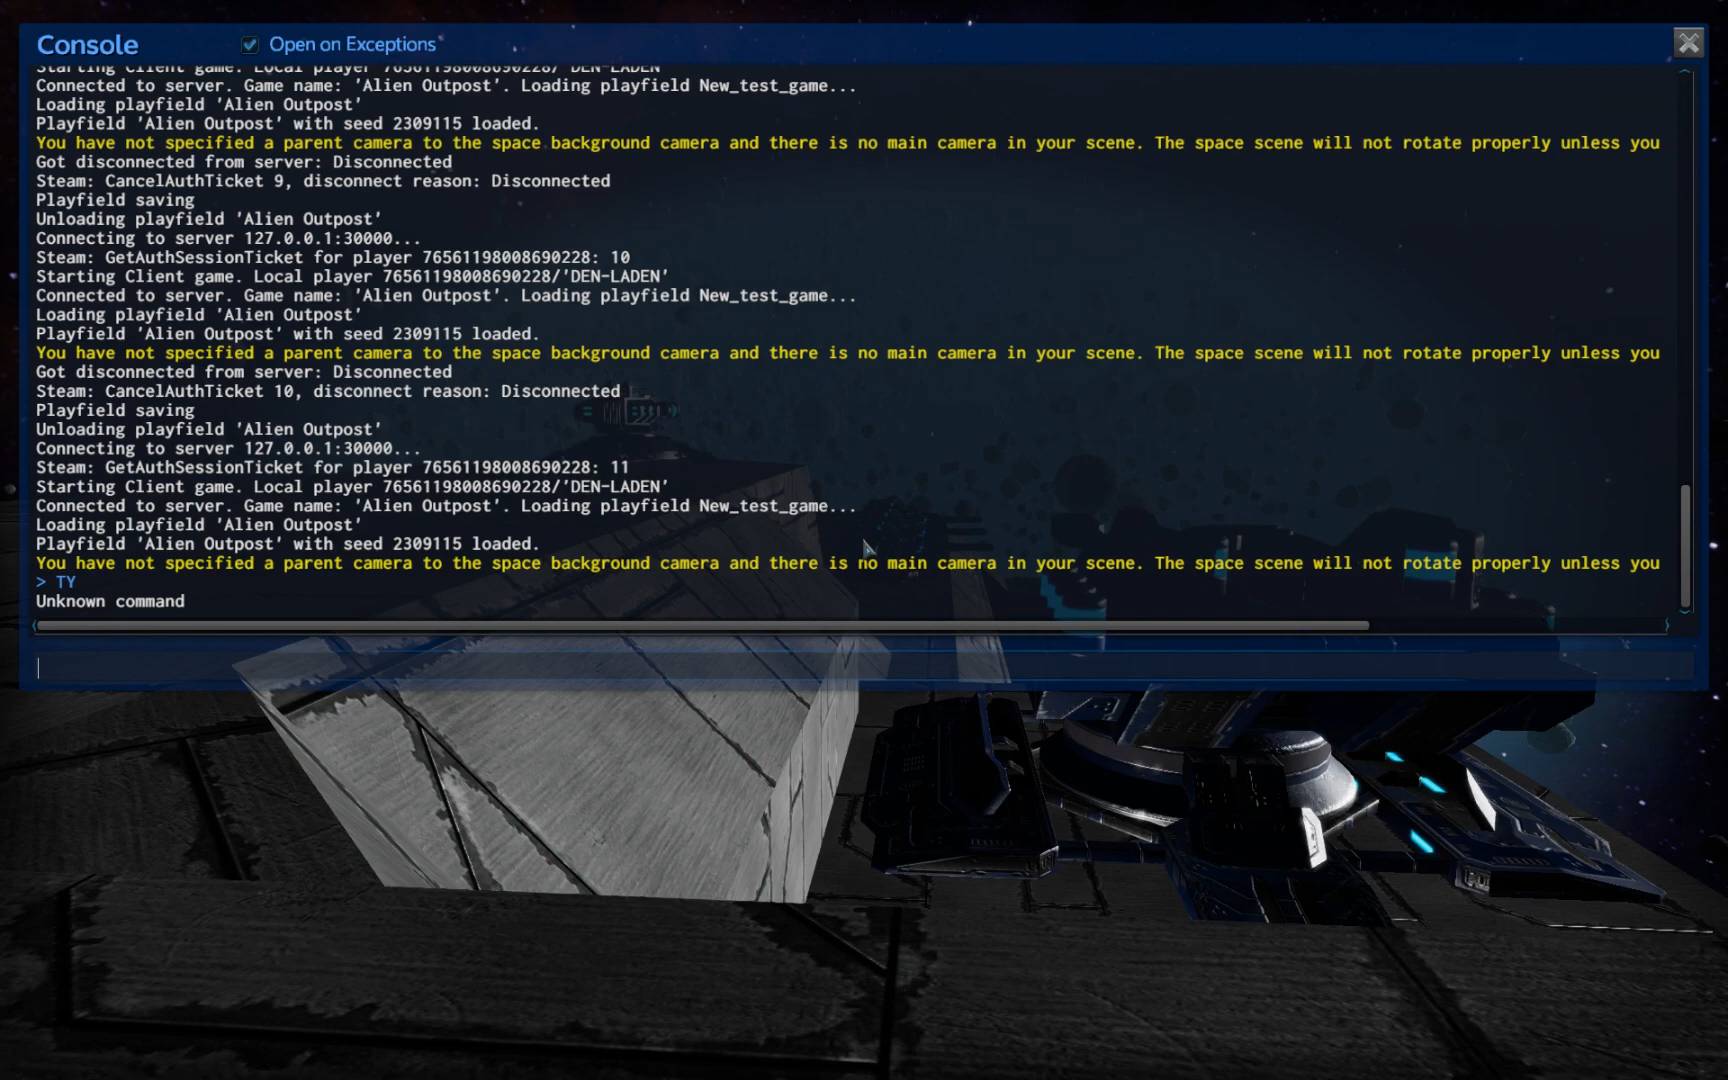 Console
Open on Exceptions
Starting Client game. Local player 76561198008690228/'DEN-LADEN'
Connected to server. Game name: 'Alien Outpost'. Loading playfield New_test_game...
Loading playfield 'Alien Outpost'
Playfield 'Alien Outpost' with seed 2309115 loaded.
You have not specified a parent camera to the space background camera and there is no main camera in your scene. The space scene will not rotate properly unless you
Got disconnected from server: Disconnected
Steam: CancelAuthTicket 9, disconnect reason: Disconnected
Playfield saving
Unloading playfield 'Alien Outpost'
Connecting to server 127.0.0.1:30000...
Steam: GetAuthSessionTicket for player 76561198008690228: 10
Starting Client game. Local player 76561198008690228/'DEN-LADEN'
Connected to server. Game name: 'Alien Outpost'. Loading playfield New_test_game...
Loading playfield 'Alien Outpost'
Playfield 'Alien Outpost' with seed 2309115 loaded.
You have not specified a parent camera to the space background camera and there is no main camera in your scene. The space scene will not rotate properly unless you
Got disconnected from server: Disconnected
Steam: CancelAuthTicket 10, disconnect reason: Disconnected
Playfield saving
Unloading playfield 'Alien Outpost'
Connecting to server 127.0.0.1:30000...
Steam: GetAuthSessionTicket for player 76561198008690228: 11
Starting Client game. Local player 76561198008690228/'DEN-LADEN'
Connected to server. Game name: 'Alien Outpost'. Loading playfield New_test_game...
Loading playfield 'Alien Outpost'
Playfield 'Alien Outpost' with seed 2309115 loaded.
You have not specified a parent camera to the space background camera and there is no main camera in your scene. The space scene will not rotate properly unless you
> TY
Unknown command